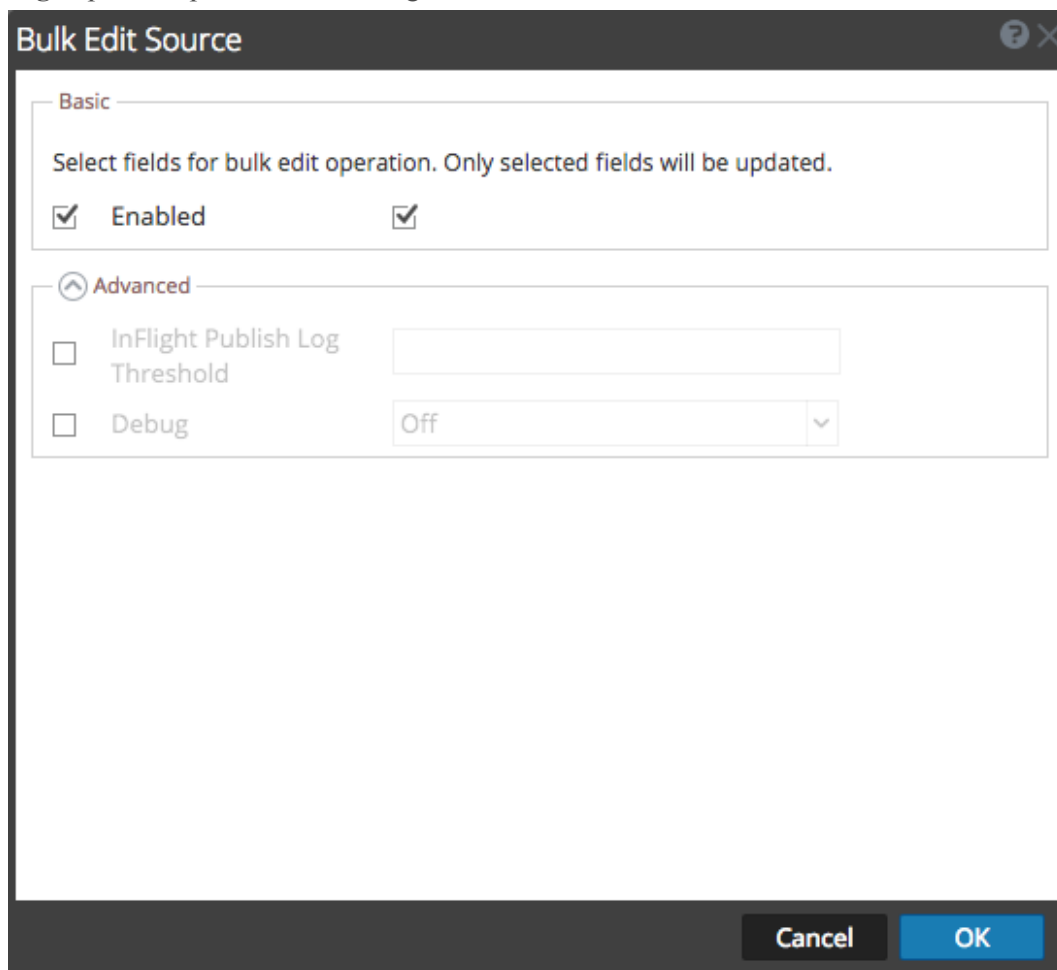 Bulk Edit Source
Basic
Select fields for bulk edit operation. Only selected fields will be updated.
Enabled
Advanced
InFlight Publish Log
Threshold
Debug Off
Cancel OK